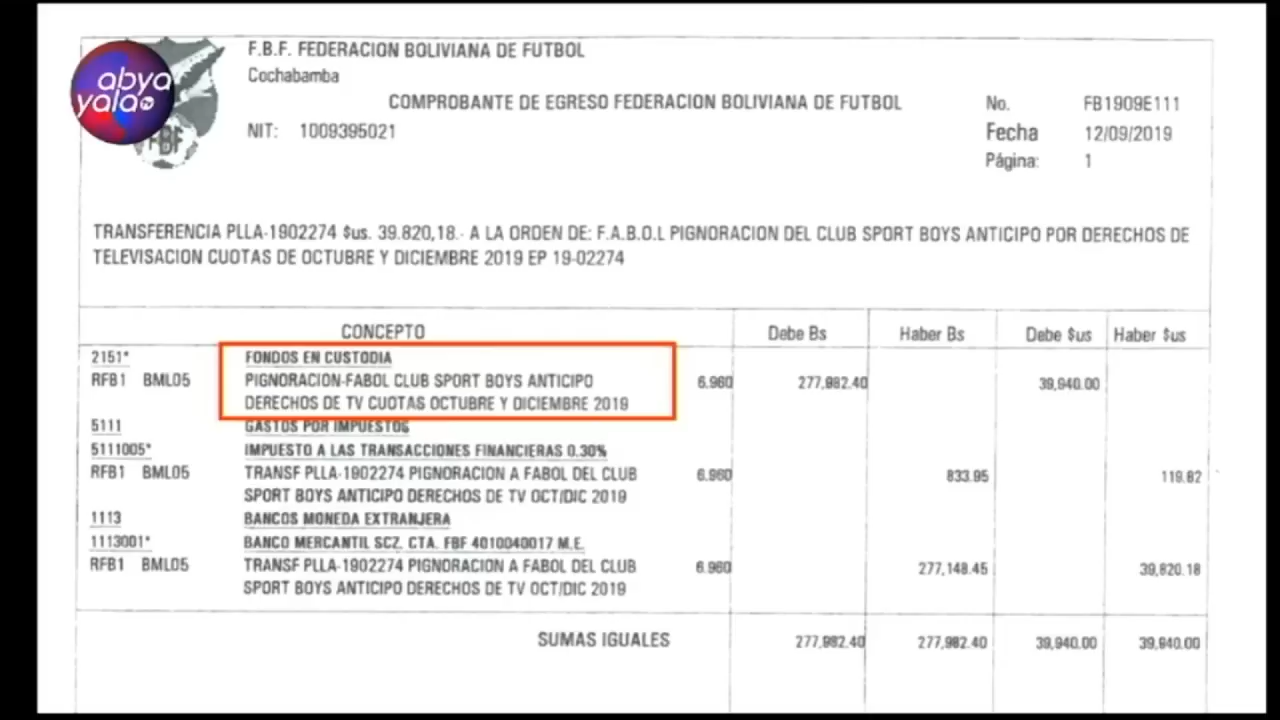 abya
yala tv
FBF
F.B.F. FEDERACION BOLIVIANA DE FUTBOL
Cochabamba
COMPROBANTE DE EGRESO FEDERACION BOLIVIANA DE FUTBOL
No. FB1909E111
NIT: 1009395021
Fecha 12/09/2019
Página: 1
TRANSFERENCIA PLLA-1902274 $us. 39.820,18.- A LA ORDEN DE: F.A.B.O.L PIGNORACION DEL CLUB SPORT BOYS ANTICIPO POR DERECHOS DE
TELEVISACION CUOTAS DE OCTUBRE Y DICIEMBRE 2019 EP 19-02274
CONCEPTO Debe Bs Haber Bs Debe $us Haber $us
2151* FONDOS EN CUSTODIA
RFB1 BML05 PIGNORACION-FABOL CLUB SPORT BOYS ANTICIPO 6.960 277,982.40 39,940.00
DERECHOS DE TV CUOTAS OCTUBRE Y DICIEMBRE 2019
5111 GASTOS POR IMPUESTOS
5111005* IMPUESTO A LAS TRANSACCIONES FINANCIERAS 0.30%
RFB1 BML05 TRANSF PLLA-1902274 PIGNORACION A FABOL DEL CLUB 6.960 833.95 119.82
SPORT BOYS ANTICIPO DERECHOS DE TV OCT/DIC 2019
1113 BANCOS MONEDA EXTRANJERA
1113001* BANCO MERCANTIL SCZ. CTA. FBF 4010040017 M.E.
RFB1 BML05 TRANSF PLLA-1902274 PIGNORACION A FABOL DEL CLUB 6.960 277,148.45 39,820.18
SPORT BOYS ANTICIPO DERECHOS DE TV OCT/DIC 2019
SUMAS IGUALES 277,982.40 277,982.40 39,940.00 39,940.00